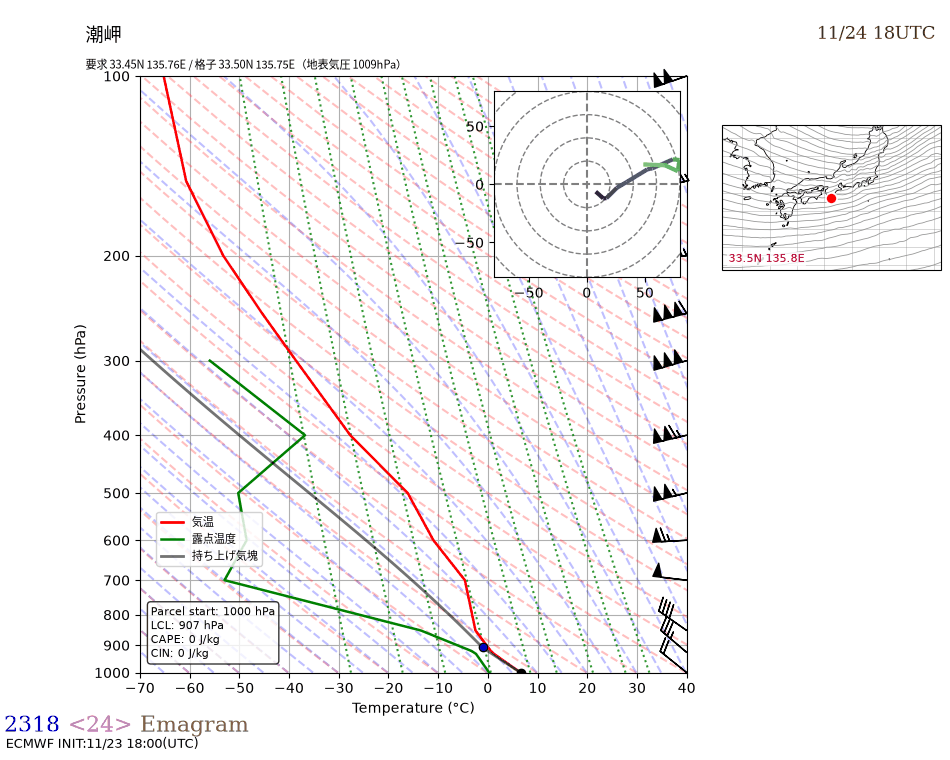 潮岬
11/24 18UTC
要求 33.45N 135.76E / 格子 33.50N 135.75E（地表気圧 1009hPa）
100
200
300
400
500
600
700
800
900
1000
Pressure (hPa)
50
0
−50
−50 0 50
33.5N 135.8E
気温
露点温度
持ち上げ気塊
Parcel start: 1000 hPa
LCL: 907 hPa
CAPE: 0 J/kg
CIN: 0 J/kg
−70 −60 −50 −40 −30 −20 −10 0 10 20 30 40
Temperature (°C)
2318 <24> Emagram
ECMWF INIT:11/23 18:00(UTC)